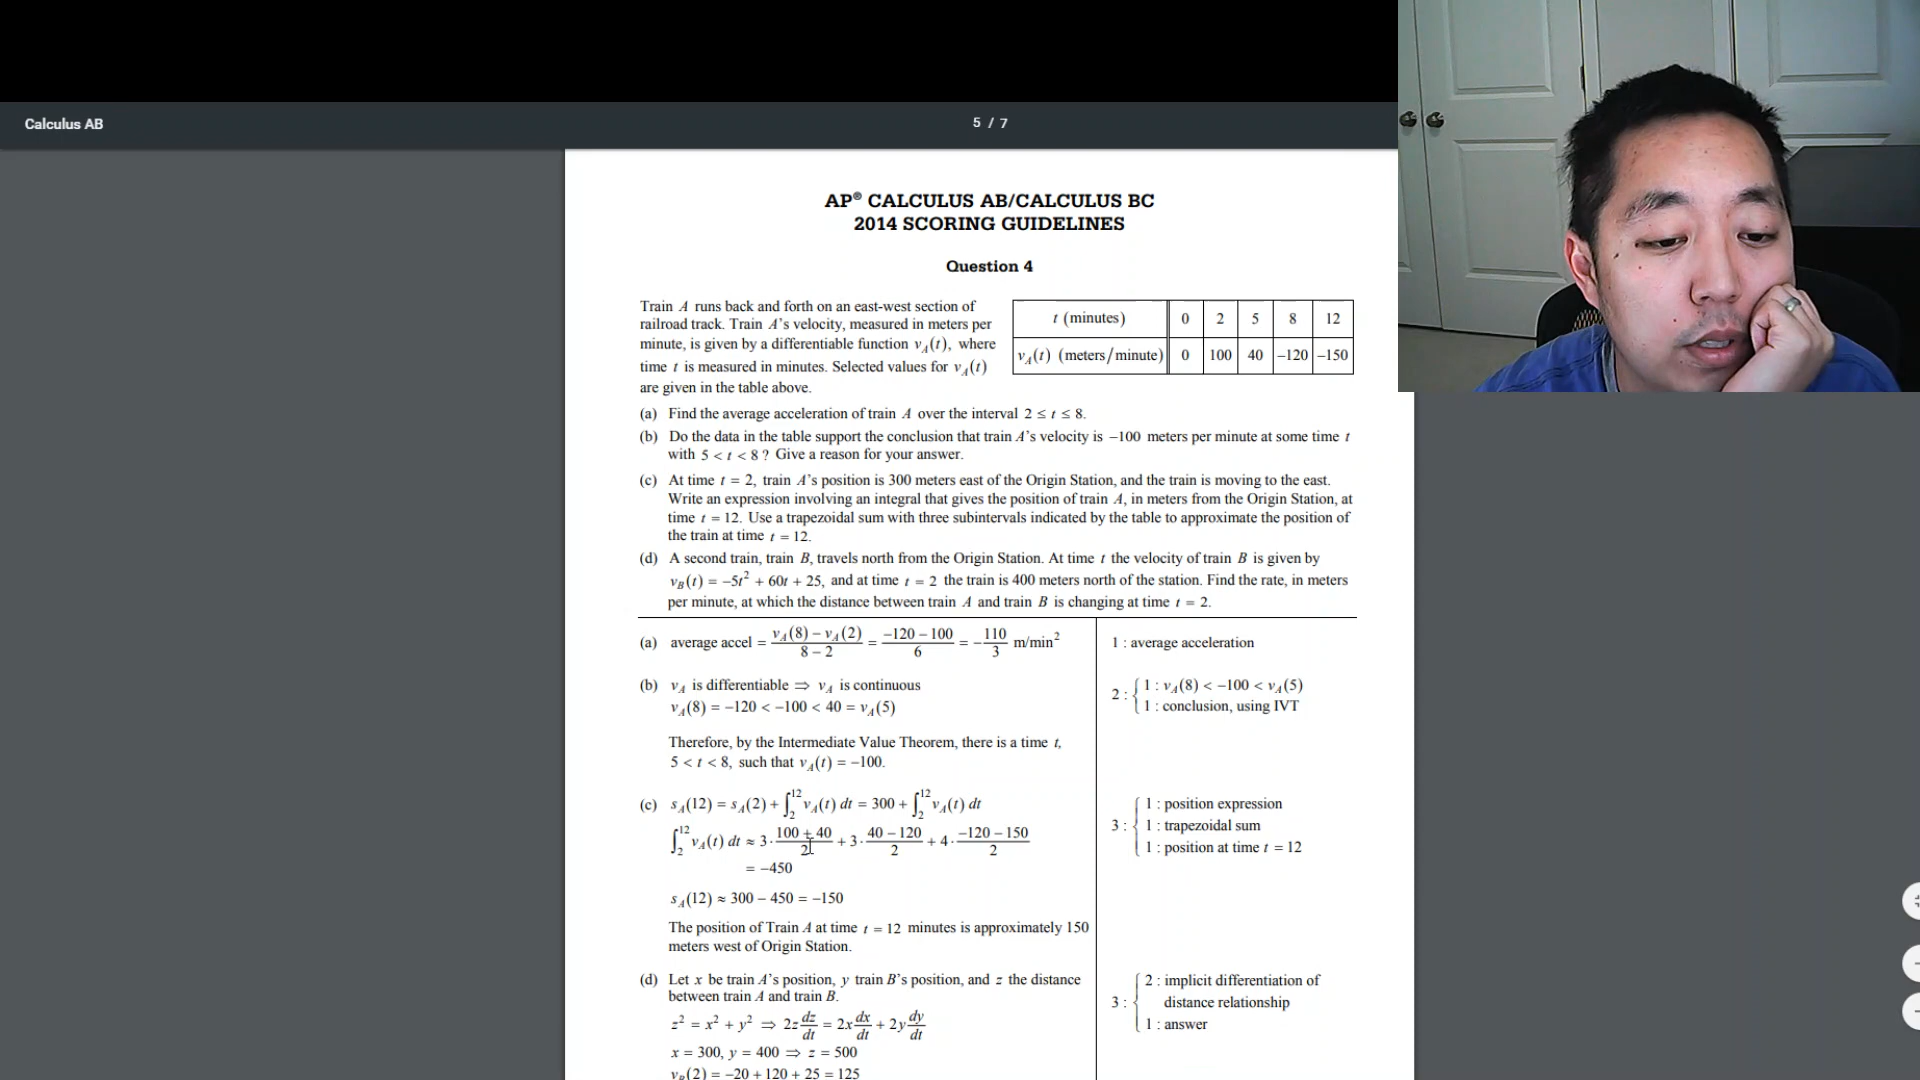 Calculus AB
5 / 7
AP® CALCULUS AB/CALCULUS BC
2014 SCORING GUIDELINES
Question 4
Train A runs back and forth on an east-west section of
railroad track. Train A's velocity, measured in meters per
minute, is given by a differentiable function v_A(t), where
time t is measured in minutes. Selected values for v_A(t)
are given in the table above.
t (minutes) 0 2 5 8 12
v_A(t) (meters/minute) 0 100 40 −120 −150
(a) Find the average acceleration of train A over the interval 2 ≤ t ≤ 8.
(b) Do the data in the table support the conclusion that train A's velocity is −100 meters per minute at some time t
with 5 < t < 8 ? Give a reason for your answer.
(c) At time t = 2, train A's position is 300 meters east of the Origin Station, and the train is moving to the east.
Write an expression involving an integral that gives the position of train A, in meters from the Origin Station, at
time t = 12. Use a trapezoidal sum with three subintervals indicated by the table to approximate the position of
the train at time t = 12.
(d) A second train, train B, travels north from the Origin Station. At time t the velocity of train B is given by
v_B(t) = −5t² + 60t + 25, and at time t = 2 the train is 400 meters north of the station. Find the rate, in meters
per minute, at which the distance between train A and train B is changing at time t = 2.
(a) average accel = (v_A(8) − v_A(2))/(8 − 2) = (−120 − 100)/6 = −110/3 m/min²
1 : average acceleration
(b) v_A is differentiable ⇒ v_A is continuous
v_A(8) = −120 < −100 < 40 = v_A(5)
2 : { 1 : v_A(8) < −100 < v_A(5)
1 : conclusion, using IVT
Therefore, by the Intermediate Value Theorem, there is a time t,
5 < t < 8, such that v_A(t) = −100.
(c) s_A(12) = s_A(2) + ∫₂¹² v_A(t) dt = 300 + ∫₂¹² v_A(t) dt
∫₂¹² v_A(t) dt ≈ 3 · (100 + 40)/2 + 3 · (40 − 120)/2 + 4 · (−120 − 150)/2
= −450
s_A(12) ≈ 300 − 450 = −150
The position of Train A at time t = 12 minutes is approximately 150
meters west of Origin Station.
3 : { 1 : position expression
1 : trapezoidal sum
1 : position at time t = 12
(d) Let x be train A's position, y train B's position, and z the distance
between train A and train B.
z² = x² + y² ⇒ 2z dz/dt = 2x dx/dt + 2y dy/dt
x = 300, y = 400 ⇒ z = 500
v_B(2) = −20 + 120 + 25 = 125
3 : { 2 : implicit differentiation of
distance relationship
1 : answer